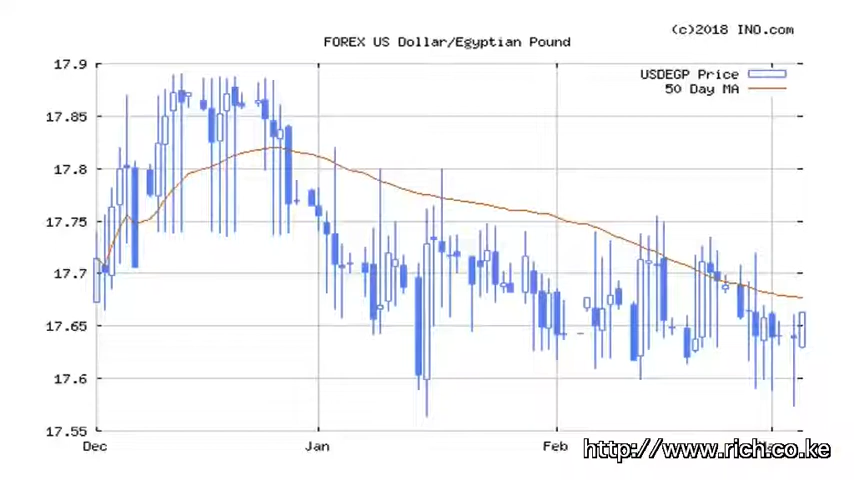 (c)2018 INO.com
FOREX US Dollar/Egyptian Pound
USDEGP Price
50 Day MA
17.9
17.85
17.8
17.75
17.7
17.65
17.6
17.55
Dec Jan Feb
http://www.rich.co.ke